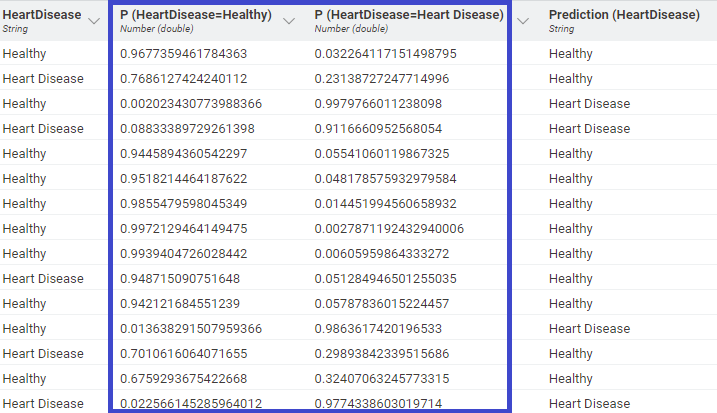 HeartDisease P (HeartDisease=Healthy) P (HeartDisease=Heart Disease) Prediction (HeartDisease)
String Number (double) Number (double) String
Healthy 0.9677359461784363 0.032264117151498795 Healthy
Heart Disease 0.7686127424240112 0.23138727247714996 Healthy
Healthy 0.002023430773988366 0.9979766011238098 Heart Disease
Heart Disease 0.08833389729261398 0.9116660952568054 Heart Disease
Healthy 0.9445894360542297 0.05541060119867325 Healthy
Healthy 0.9518214464187622 0.048178575932979584 Healthy
Healthy 0.9855479598045349 0.014451994560658932 Healthy
Healthy 0.9972129464149475 0.0027871192432940006 Healthy
Healthy 0.9939404726028442 0.00605959864333272 Healthy
Heart Disease 0.948715090751648 0.051284946501255035 Healthy
Healthy 0.942121684551239 0.05787836015224457 Healthy
Healthy 0.013638291507959366 0.9863617420196533 Heart Disease
Heart Disease 0.7010616064071655 0.29893842339515686 Healthy
Healthy 0.6759293675422668 0.32407063245773315 Healthy
Heart Disease 0.022566145285964012 0.9774338603019714 Heart Disease